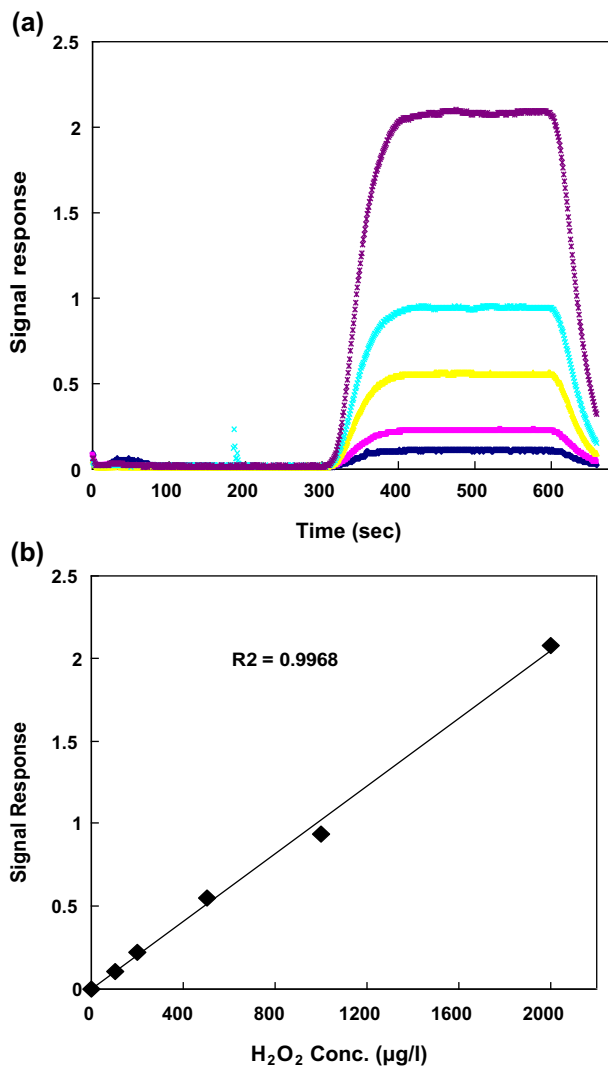 (a)
2.5
2
1.5
1
0.5
0
Signal response
0 100 200 300 400 500 600
Time (sec)
(b)
2.5
2
1.5
1
0.5
0
Signal Response
R2 = 0.9968
0 400 800 1200 1600 2000
H₂O₂ Conc. (µg/l)